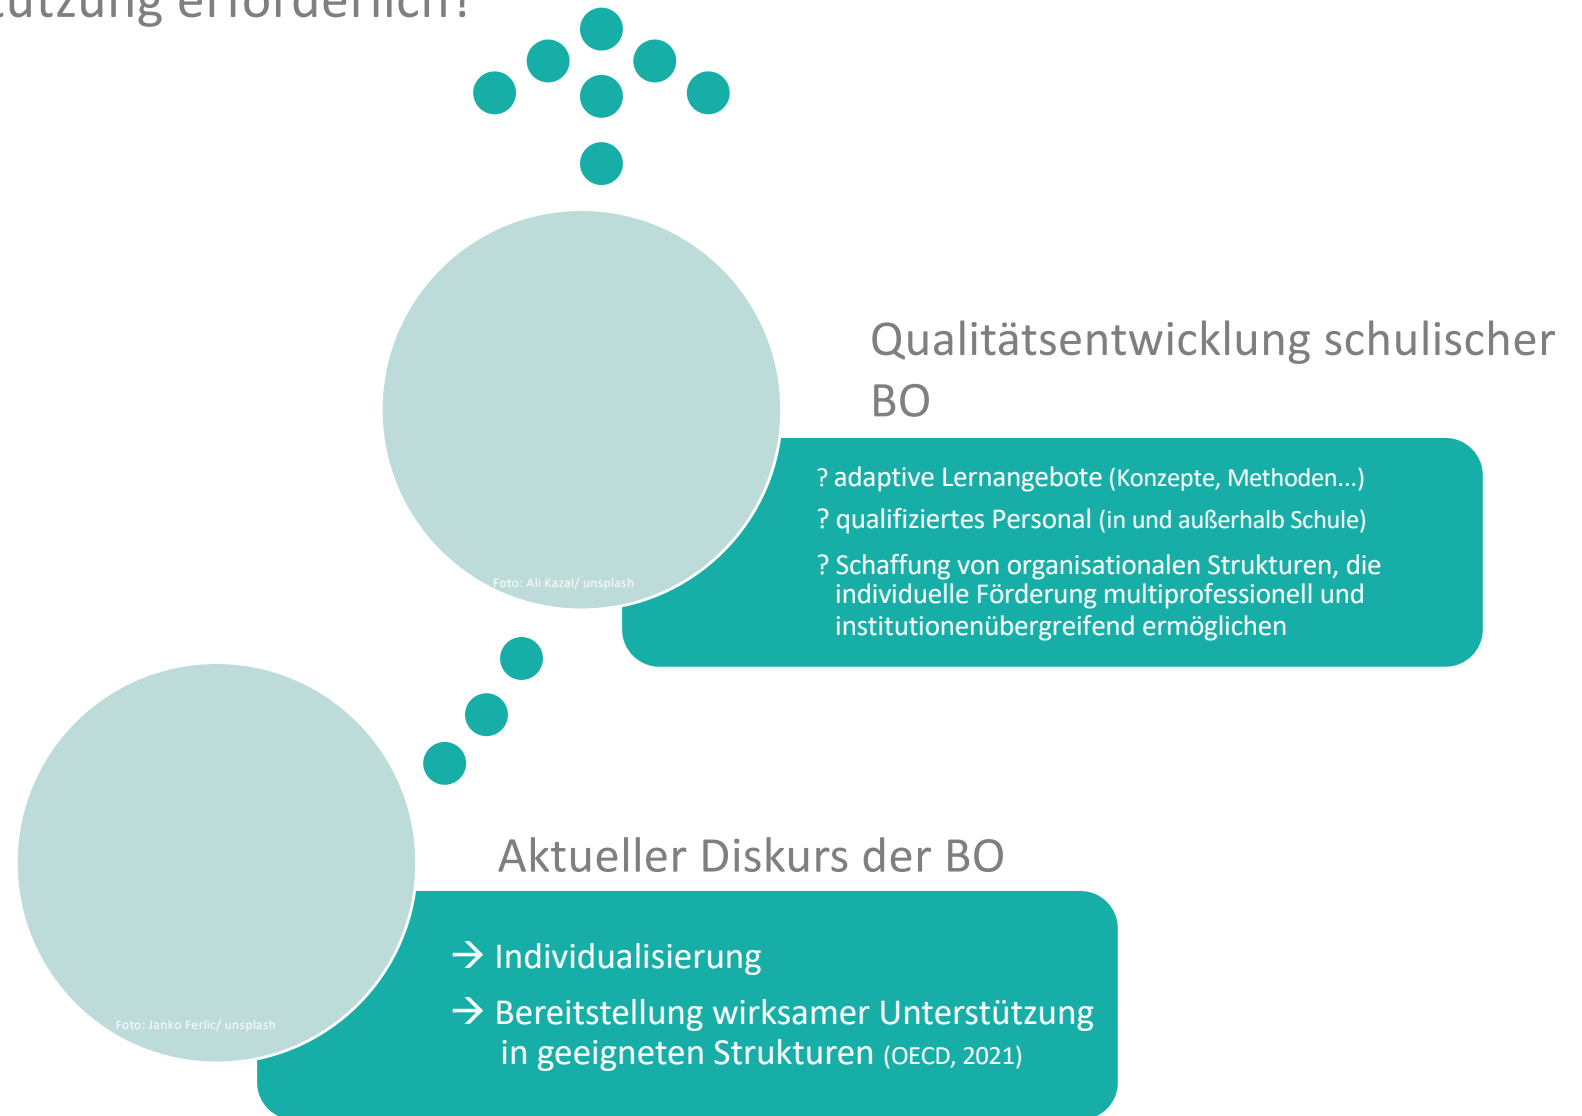 erforderlich?
Qualitätsentwicklung schulischer
BO
? adaptive Lernangebote (Konzepte, Methoden...)
? qualifiziertes Personal (in und außerhalb Schule)
? Schaffung von organisationalen Strukturen, die
individuelle Förderung multiprofessionell und
institutionenübergreifend ermöglichen
Foto: Ali Kazal/ unsplash
Aktueller Diskurs der BO
→ Individualisierung
→ Bereitstellung wirksamer Unterstützung
in geeigneten Strukturen (OECD, 2021)
Foto: Janko Ferlic/ unsplash